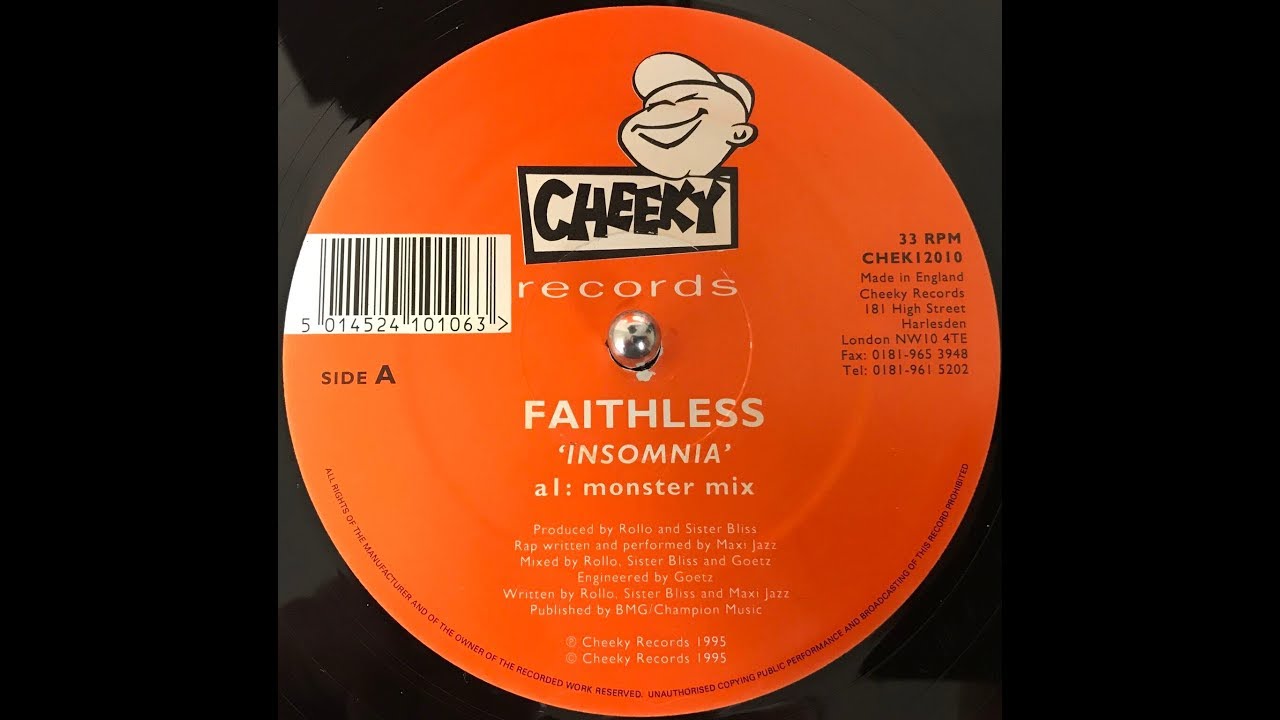 CHEEKY
records
5 014524 101063 >
SIDE A
33 RPM
CHEK12010
Made in England
Cheeky Records
181 High Street
Harlesden
London NW10 4TE
Fax: 0181-965 3948
Tel: 0181-961 5202
FAITHLESS
‘INSOMNIA’
a1: monster mix
Produced by Rollo and Sister Bliss
Rap written and performed by Maxi Jazz
Mixed by Rollo, Sister Bliss and Goetz
Engineered by Goetz
Written by Rollo, Sister Bliss and Maxi Jazz
Published by BMG/Champion Music
℗ Cheeky Records 1995
© Cheeky Records 1995
ALL RIGHTS OF THE MANUFACTURER AND OF THE OWNER OF THE RECORDED WORK RESERVED. UNAUTHORISED COPYING PUBLIC PERFORMANCE AND BROADCASTING OF THIS RECORD PROHIBITED